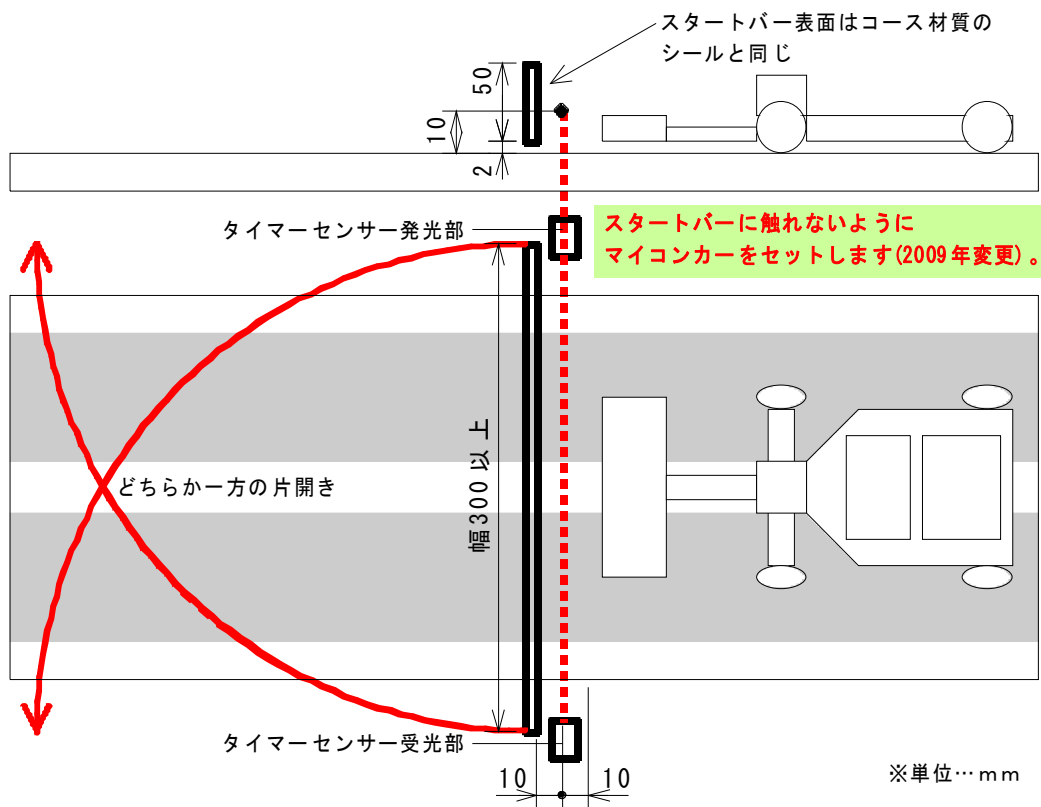 スタートバー表面はコース材質の
シールと同じ
50
10
2
タイマーセンサー発光部
スタートバーに触れないように
マイコンカーをセットします(2009年変更)。
幅300以上
どちらか一方の片開き
タイマーセンサー受光部
10
10
※単位…mm